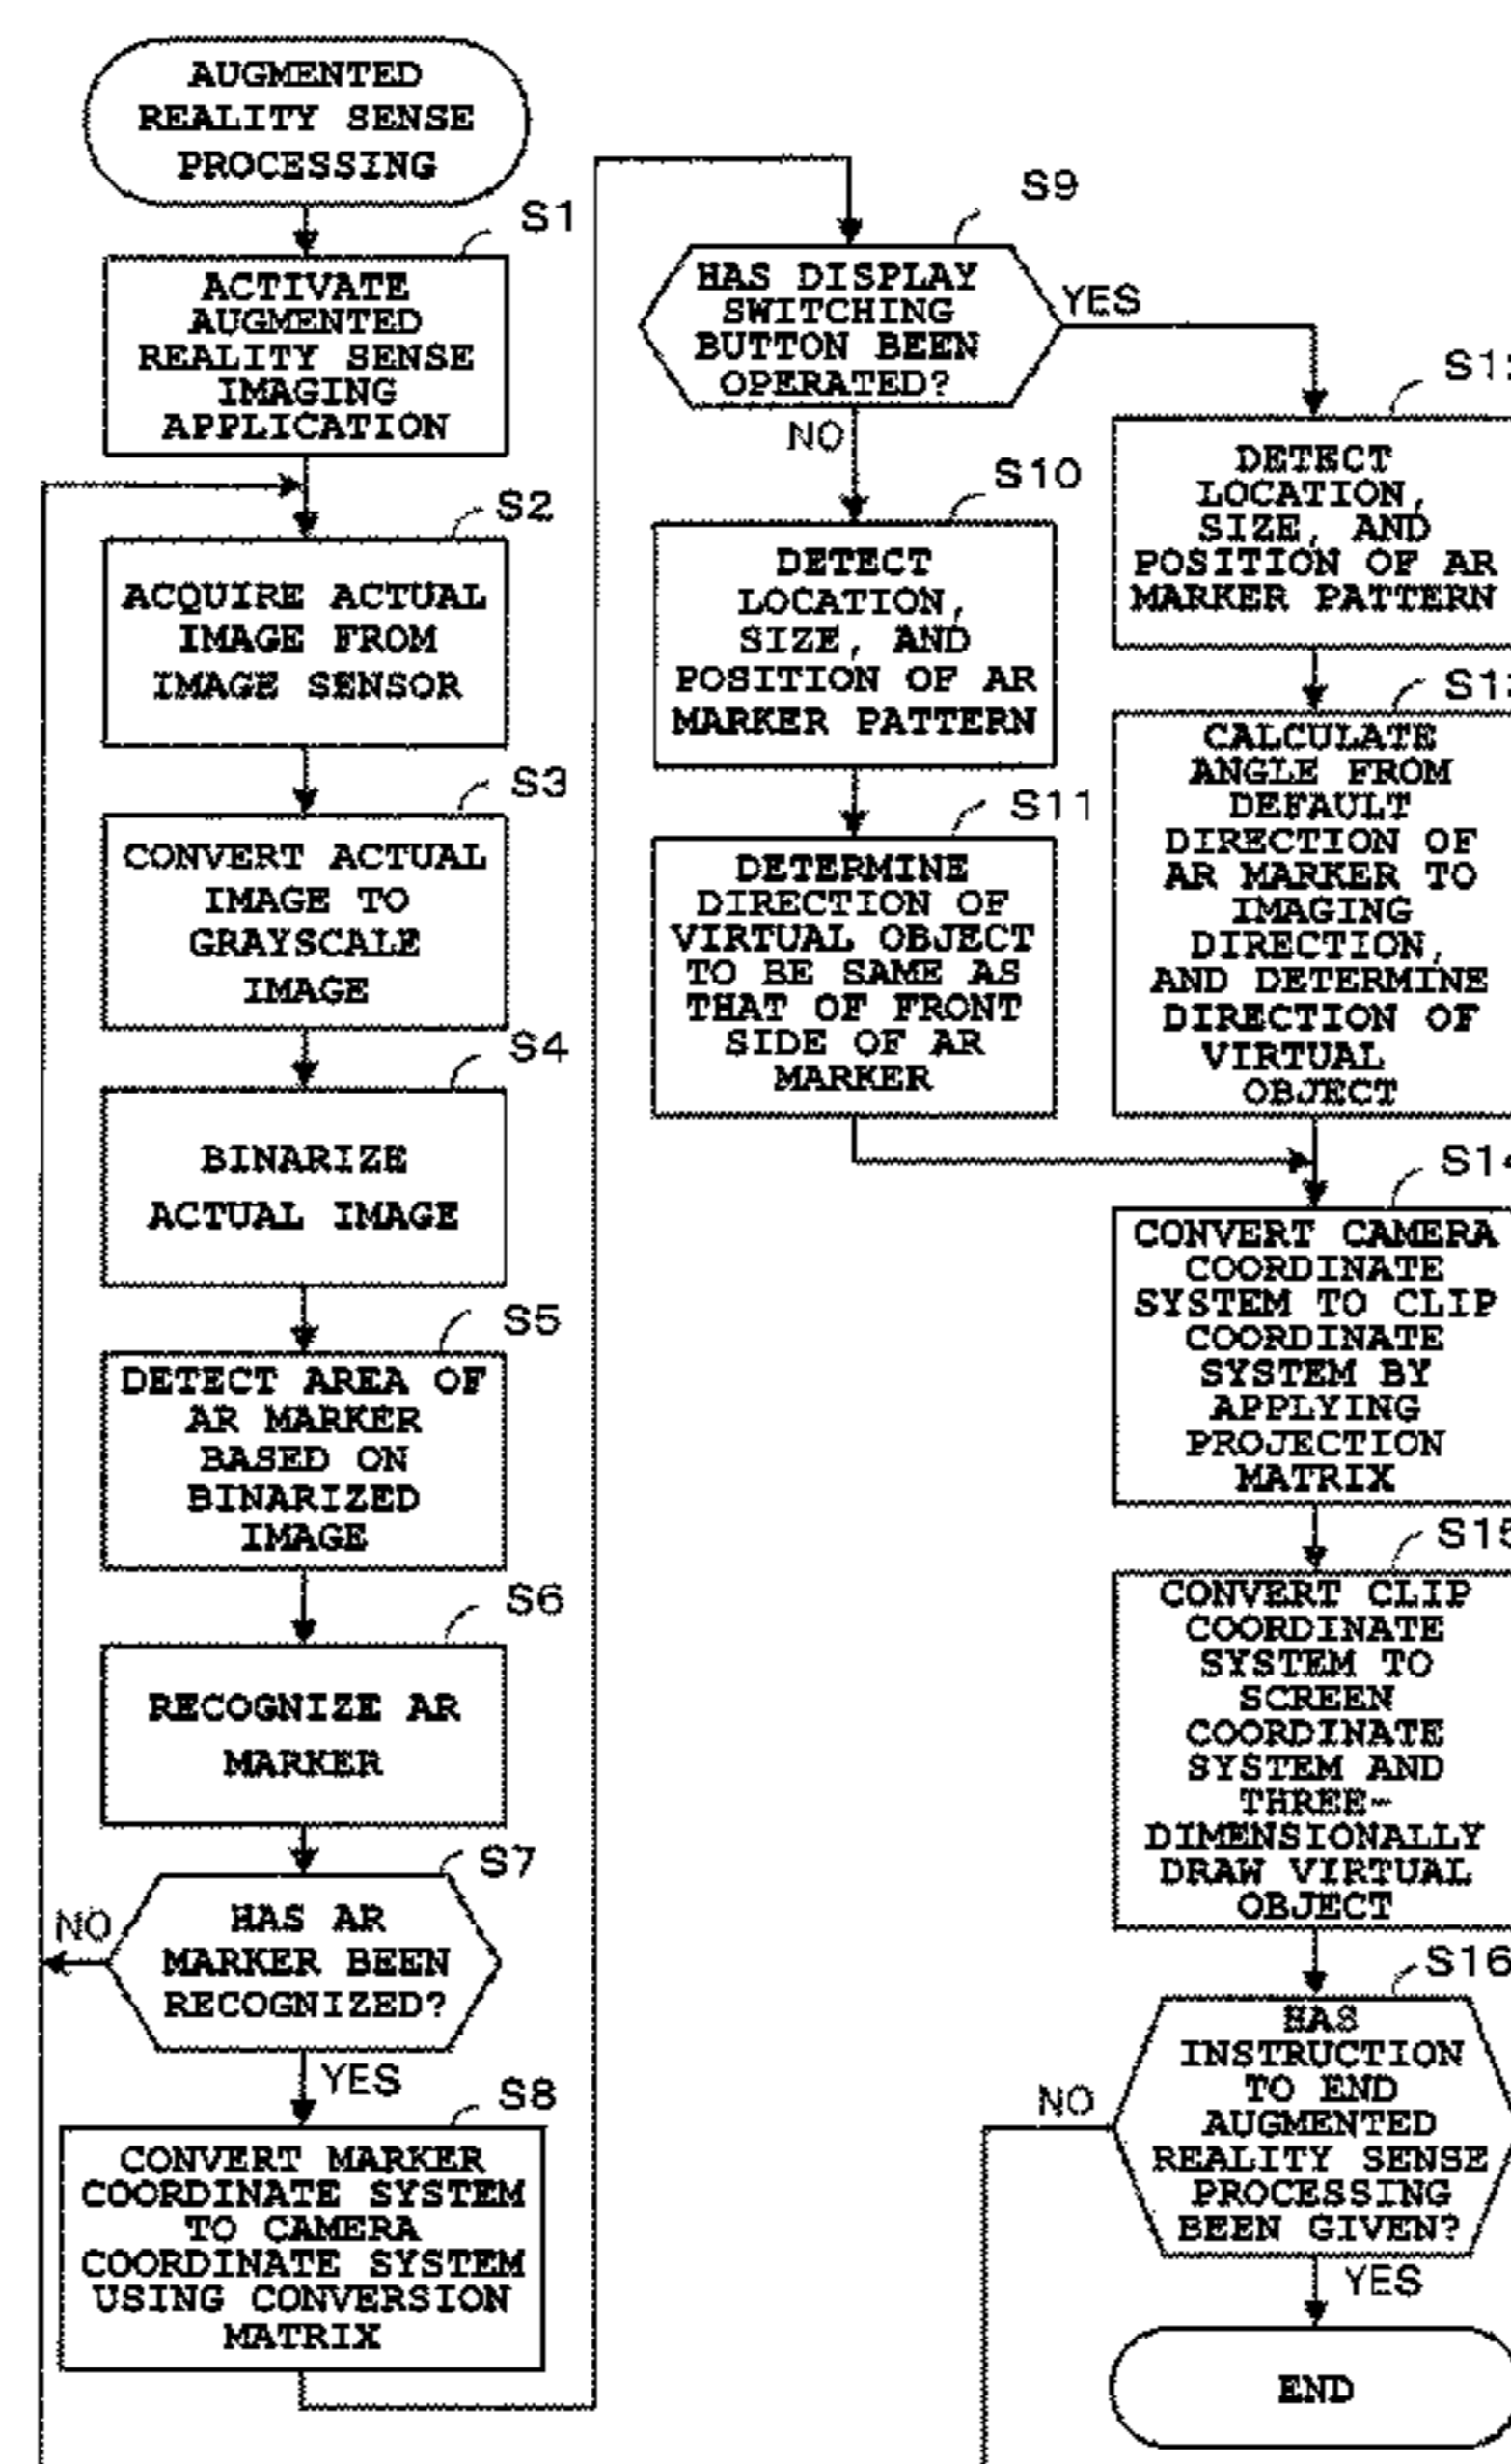 AUGMENTED
REALITY SENSE
PROCESSING
S1
ACTIVATE
AUGMENTED
REALITY SENSE
IMAGING
APPLICATION
S2
ACQUIRE ACTUAL
IMAGE FROM
IMAGE SENSOR
S3
CONVERT ACTUAL
IMAGE TO
GRAYSCALE
IMAGE
S4
BINARIZE
ACTUAL IMAGE
S5
DETECT AREA OF
AR MARKER
BASED ON
BINARIZED
IMAGE
S6
RECOGNIZE AR
MARKER
S7
HAS AR
MARKER BEEN
RECOGNIZED?
NO
YES
S8
CONVERT MARKER
COORDINATE SYSTEM
TO CAMERA
COORDINATE SYSTEM
USING CONVERSION
MATRIX
S9
HAS DISPLAY
SWITCHING
BUTTON BEEN
OPERATED?
YES
NO
S10
DETECT
LOCATION,
SIZE, AND
POSITION OF AR
MARKER PATTERN
S11
DETERMINE
DIRECTION OF
VIRTUAL OBJECT
TO BE SAME AS
THAT OF FRONT
SIDE OF AR
MARKER
DETECT
LOCATION,
SIZE, AND
POSITION OF AR
MARKER PATTERN
CALCULATE
ANGLE FROM
DEFAULT
DIRECTION OF
AR MARKER TO
IMAGING
DIRECTION,
AND DETERMINE
DIRECTION OF
VIRTUAL
OBJECT
S14
CONVERT CAMERA
COORDINATE
SYSTEM TO CLIP
COORDINATE
SYSTEM BY
APPLYING
PROJECTION
MATRIX
S15
CONVERT CLIP
COORDINATE
SYSTEM TO
SCREEN
COORDINATE
SYSTEM AND
THREE-
DIMENSIONALLY
DRAW VIRTUAL
OBJECT
S16
HAS
INSTRUCTION
TO END
AUGMENTED
REALITY SENSE
PROCESSING
BEEN GIVEN?
NO
YES
END